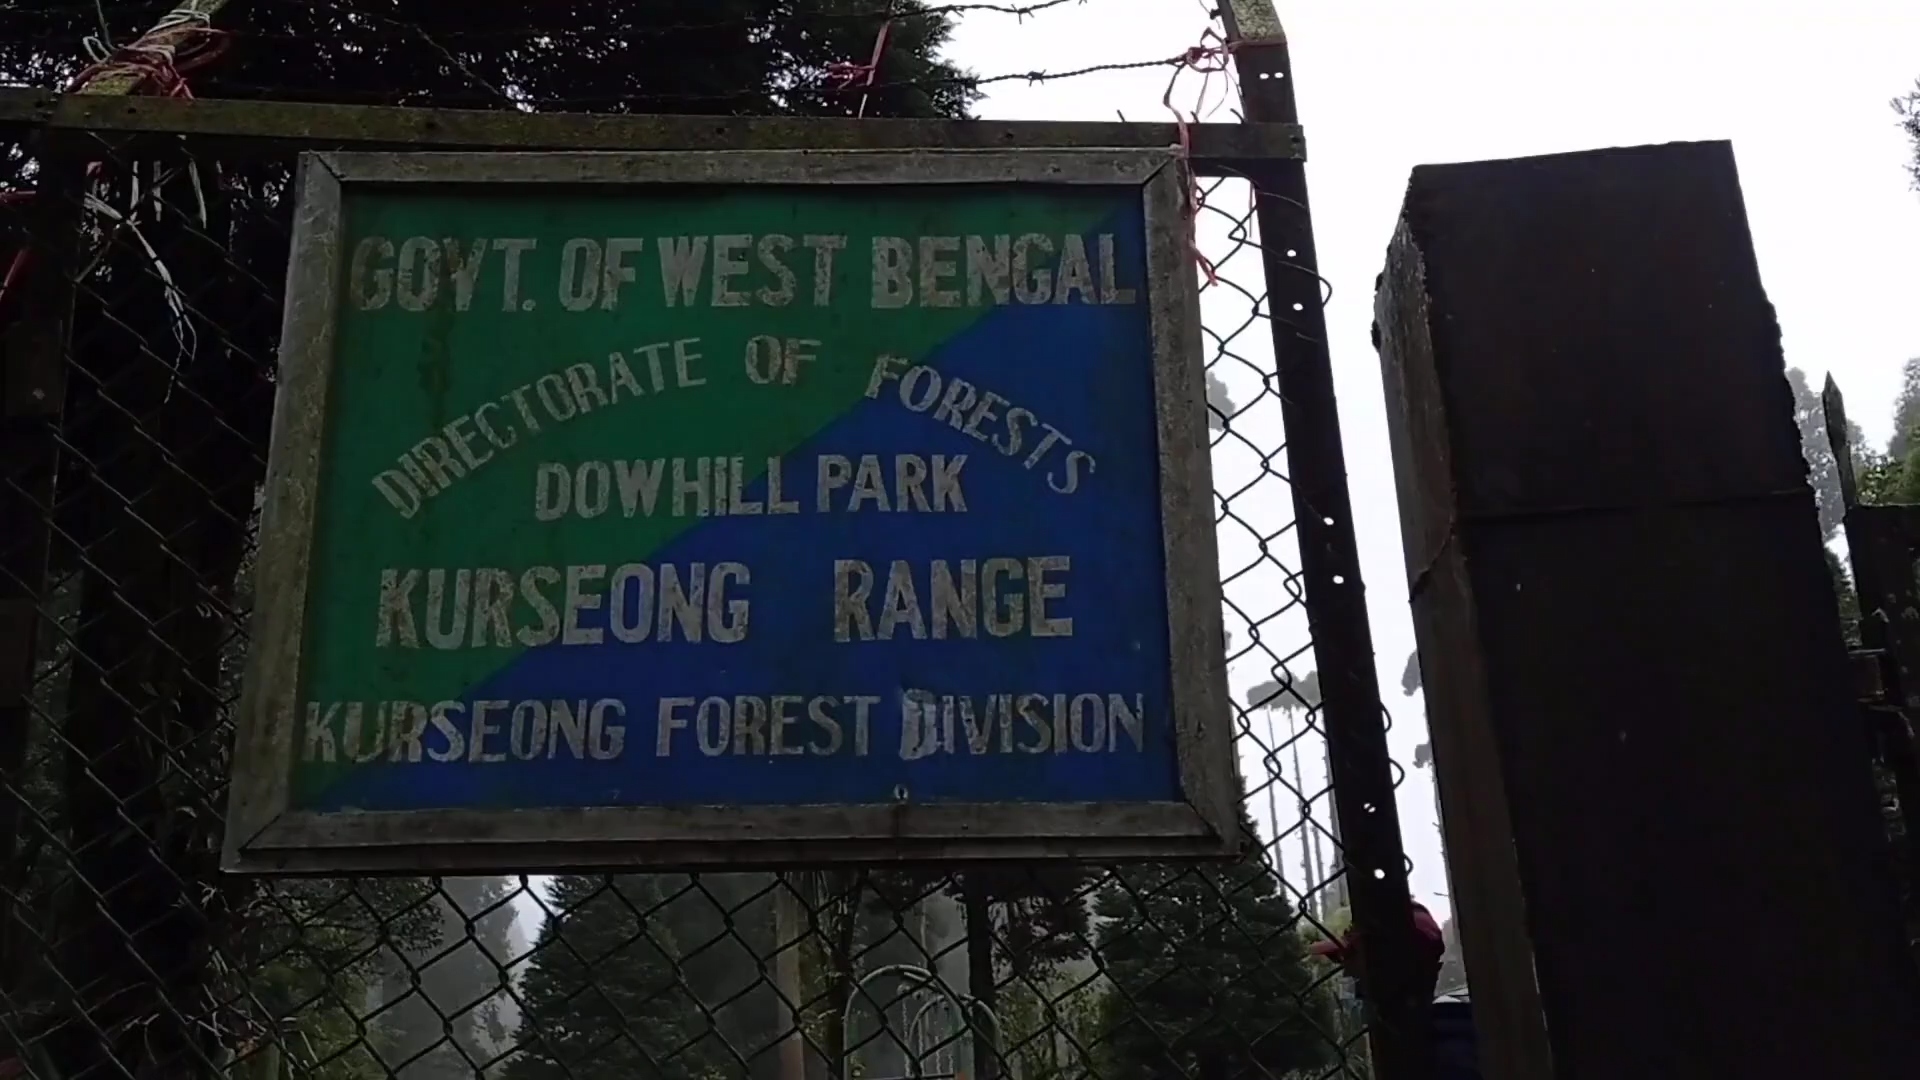 GOVT. OF WEST BENGAL
DIRECTORATE OF FORESTS
DOWHILL PARK
KURSEONG RANGE
KURSEONG FOREST DIVISION